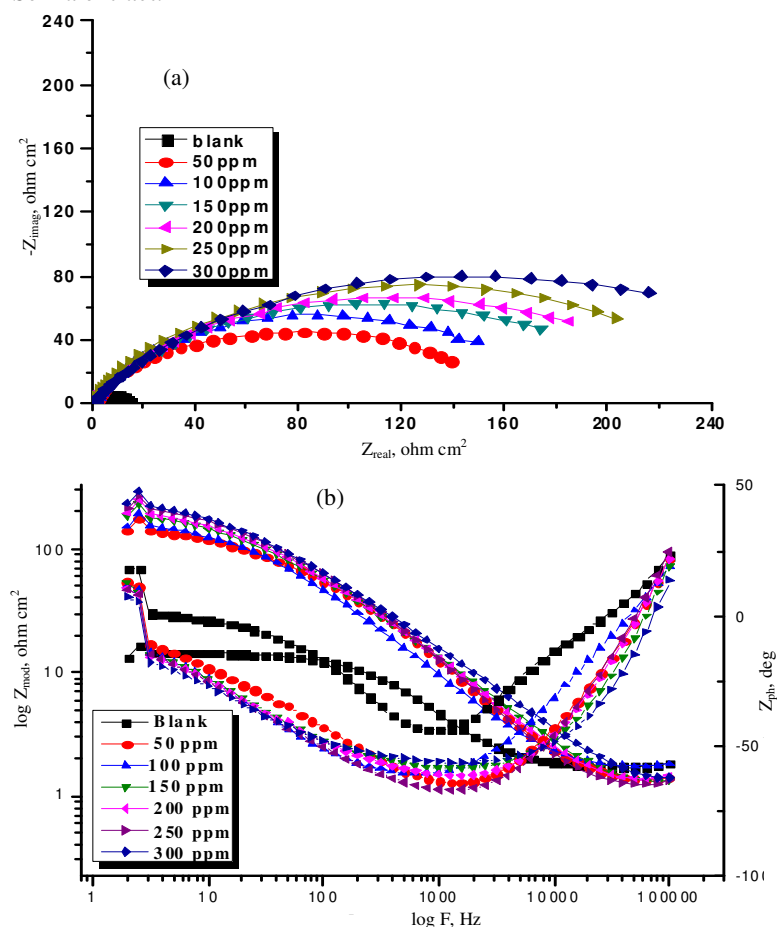 240
200
160
120
80
40
0
-Z_imag, ohm cm²
(a)
blank
50 ppm
100ppm
150ppm
200ppm
250ppm
300ppm
0 40 80 120 160 200 240
Z_real, ohm cm²
(b)
100
10
1
log Z_mod, ohm cm²
50
0
-50
-100
Z_ph, deg
Blank
50 ppm
100 ppm
150 ppm
200 ppm
250 ppm
300 ppm
1 10 100 1000 10000 100000
log F, Hz